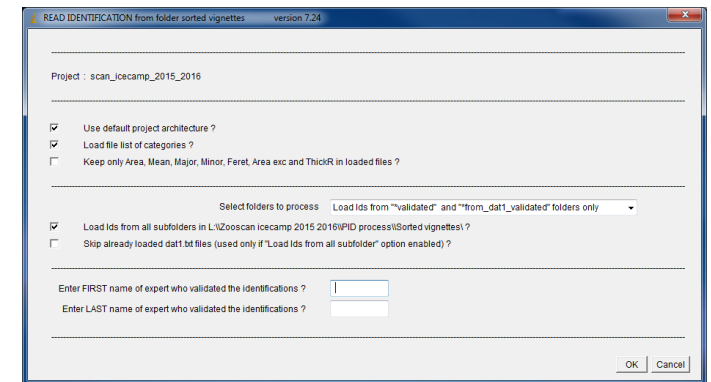 READ IDENTIFICATION from folder sorted vignettes version 7.24
Project : scan_icecamp_2015_2016
Use default project architecture ?
Load file list of categories ?
Keep only Area, Mean, Major, Minor, Feret, Area exc and ThickR in loaded files ?
Select folders to process Load Ids from "*validated" and "*from_dat1_validated" folders only
Load Ids from all subfolders in L:\\Zooscan icecamp 2015 2016\\PID process\\Sorted vignettes\ ?
Skip already loaded dat1.txt files (used only if "Load Ids from all subfolder" option enabled) ?
Enter FIRST name of expert who validated the identifications ?
Enter LAST name of expert who validated the identifications ?
OK Cancel